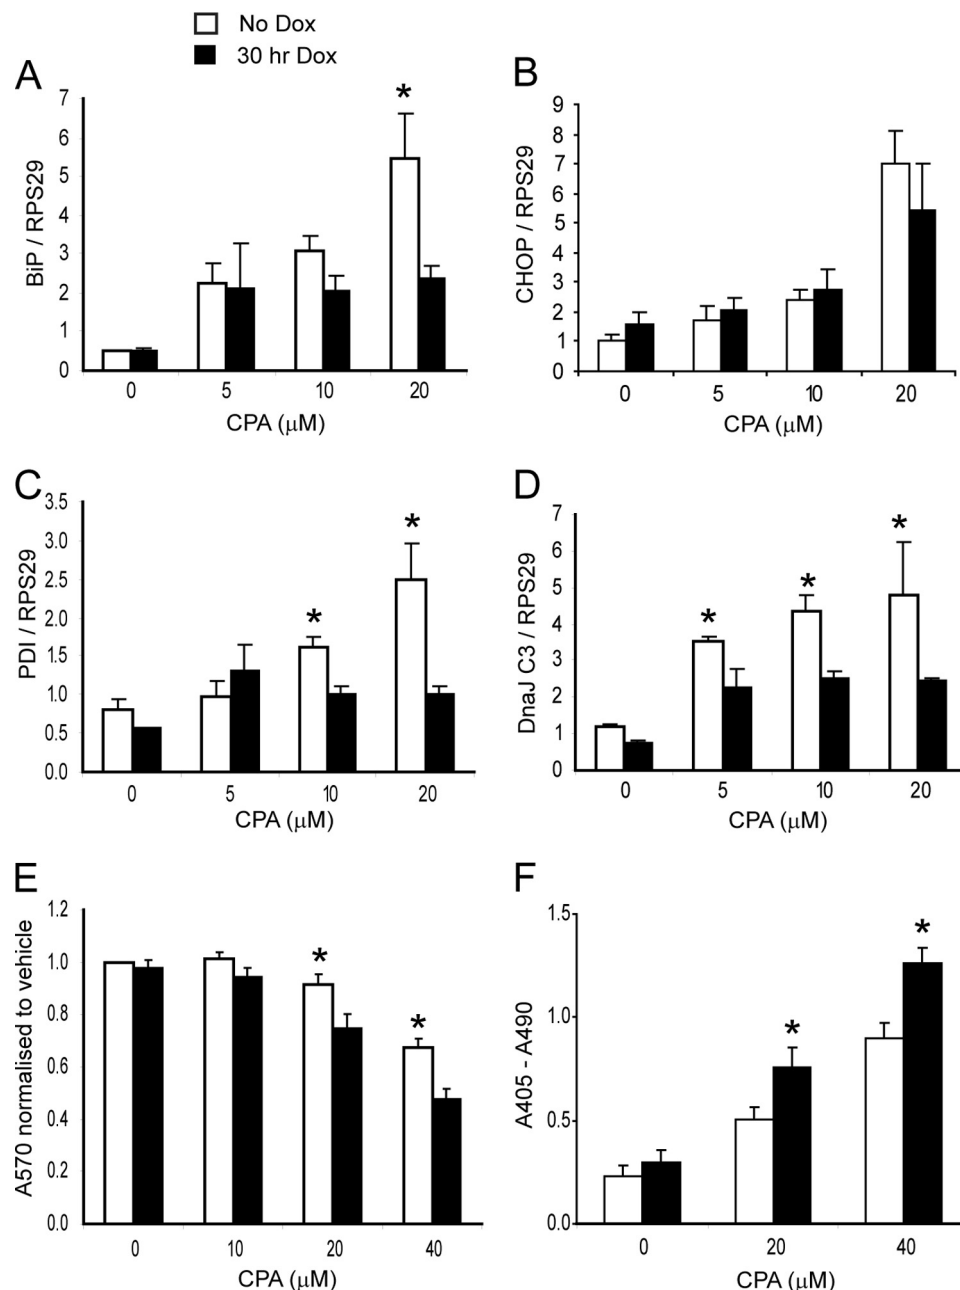 No Dox
30 hr Dox
A
7
6
5
4
3
2
1
0
BiP / RPS29
*
0 5 10 20
CPA (μM)
B
9
8
7
6
5
4
3
2
1
0
CHOP / RPS29
0 5 10 20
CPA (μM)
C
3.5
3.0
2.5
2.0
1.5
1.0
0.5
0.0
PDI / RPS29
* *
0 5 10 20
CPA (μM)
D
7
6
5
4
3
2
1
0
DnaJ C3 / RPS29
* * *
0 5 10 20
CPA (μM)
E
1.2
1.0
0.8
0.6
0.4
0.2
0.0
A570 normalised to vehicle
* *
0 10 20 40
CPA (μM)
F
1.5
1.0
0.5
0.0
A405 - A490
* *
0 20 40
CPA (μM)